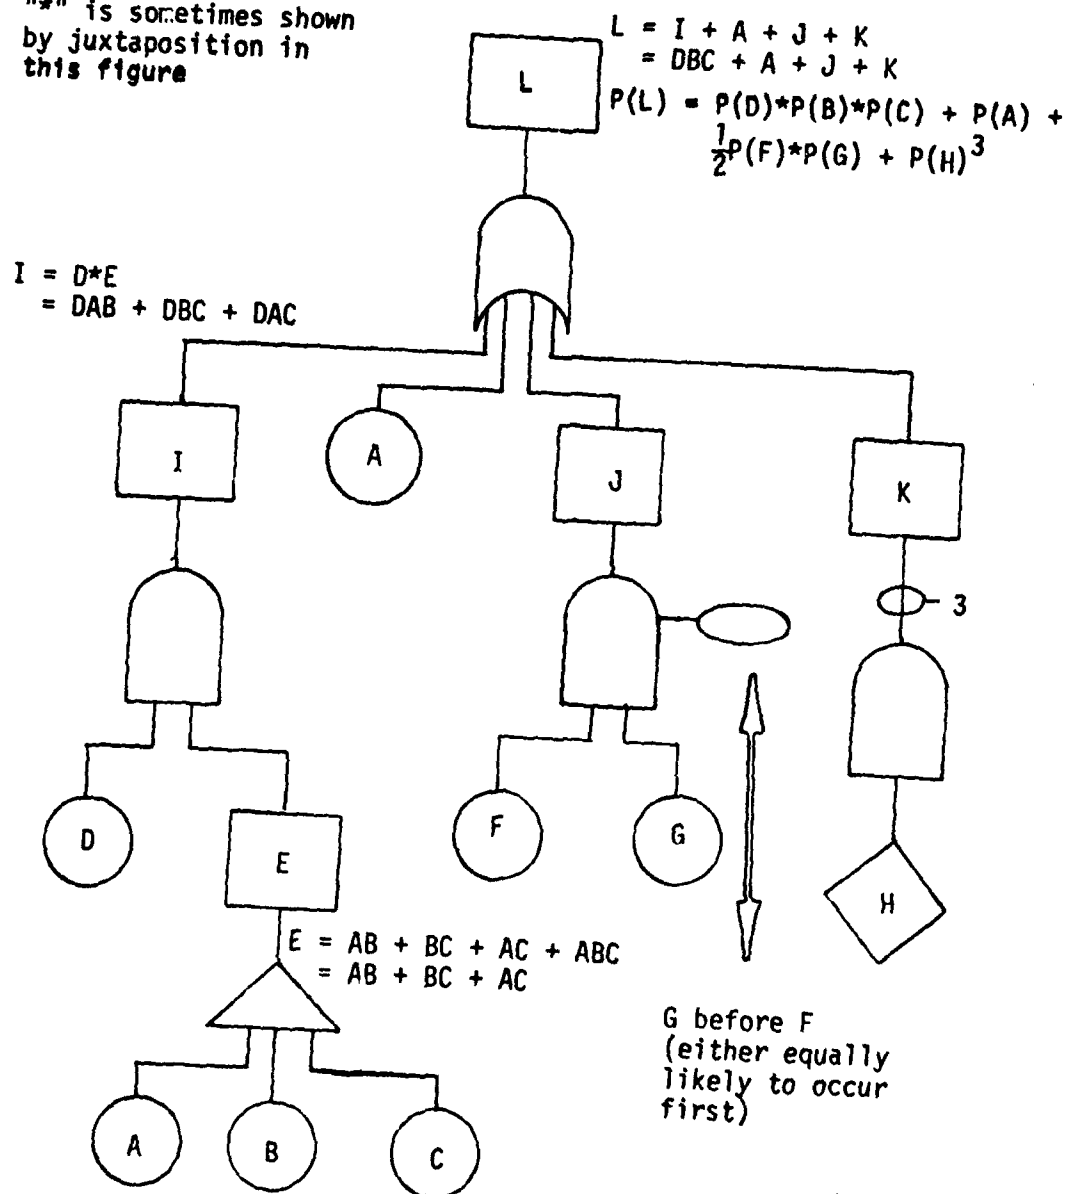 "*" is sometimes shown
by juxtaposition in
this figure
L = I + A + J + K
= DBC + A + J + K
P(L) = P(D)*P(B)*P(C) + P(A) +
½P(F)*P(G) + P(H)³
L
I = D*E
= DAB + DBC + DAC
I
A
J
K
3
D
E
F
G
H
E = AB + BC + AC + ABC
= AB + BC + AC
G before F
(either equally
likely to occur
first)
A
B
C